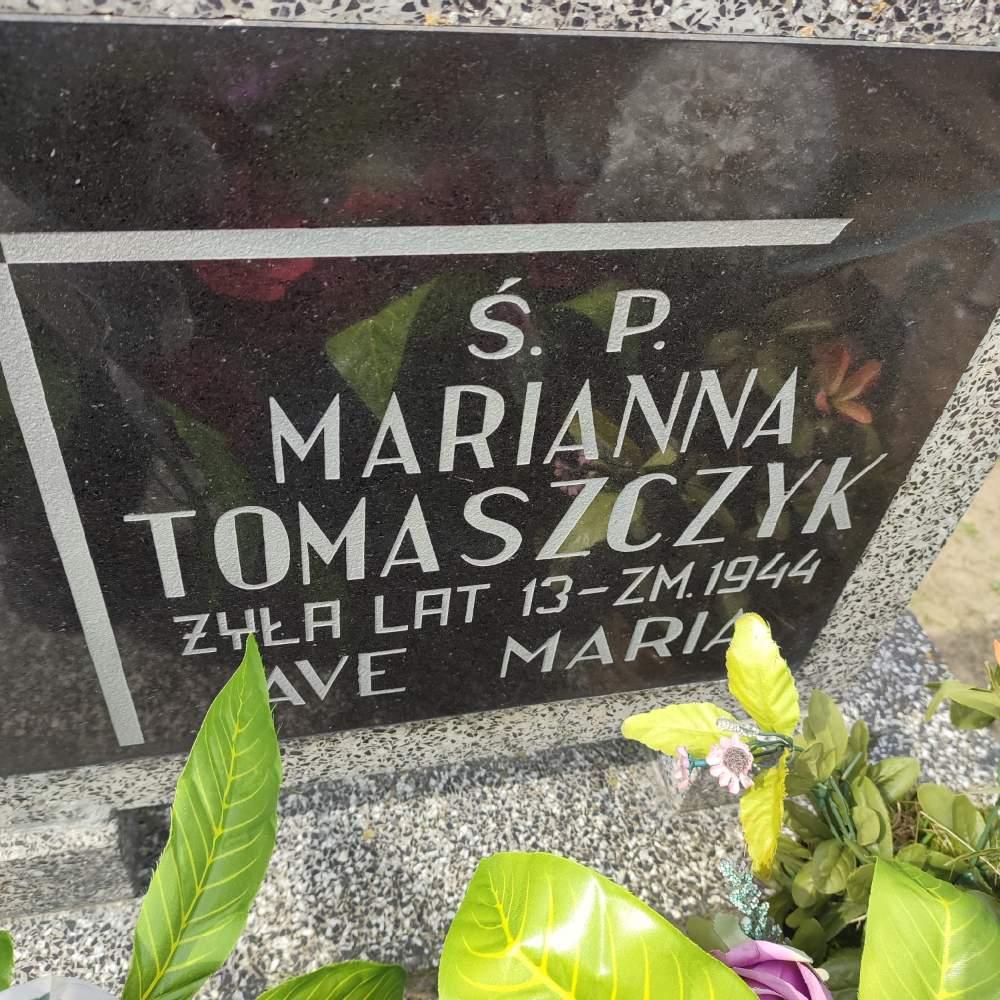 Ś. P.
MARIANNA
TOMASZCZYK
ŻYŁA LAT 13 - ZM. 1944
AVE MARIA